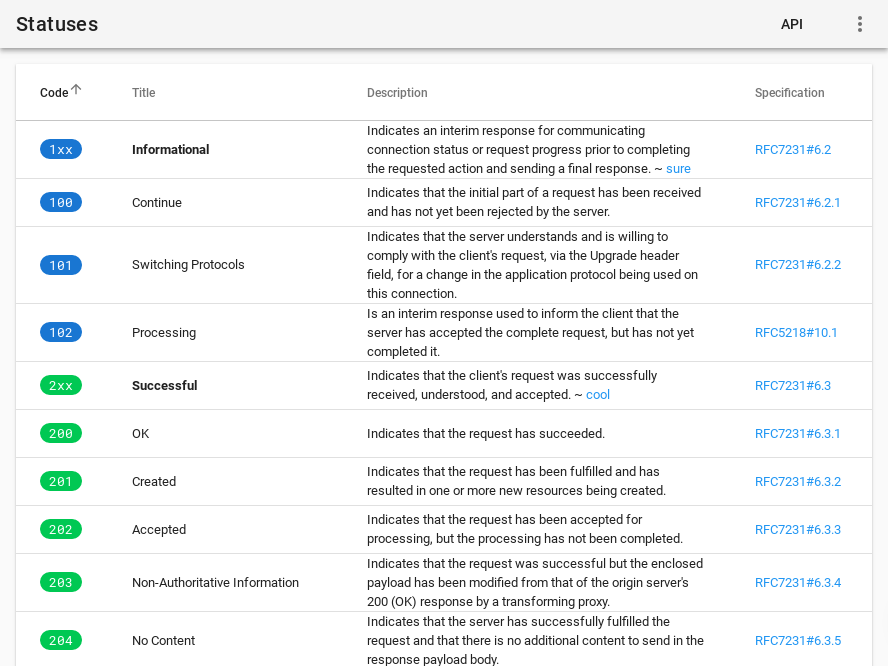 Statuses
API
Code Title Description Specification
1xx Informational Indicates an interim response for communicating
connection status or request progress prior to completing
the requested action and sending a final response. ~ sure RFC7231#6.2
100 Continue Indicates that the initial part of a request has been received
and has not yet been rejected by the server. RFC7231#6.2.1
101 Switching Protocols Indicates that the server understands and is willing to
comply with the client's request, via the Upgrade header
field, for a change in the application protocol being used on
this connection. RFC7231#6.2.2
102 Processing Is an interim response used to inform the client that the
server has accepted the complete request, but has not yet
completed it. RFC5218#10.1
2xx Successful Indicates that the client's request was successfully
received, understood, and accepted. ~ cool RFC7231#6.3
200 OK Indicates that the request has succeeded. RFC7231#6.3.1
201 Created Indicates that the request has been fulfilled and has
resulted in one or more new resources being created. RFC7231#6.3.2
202 Accepted Indicates that the request has been accepted for
processing, but the processing has not been completed. RFC7231#6.3.3
203 Non-Authoritative Information Indicates that the request was successful but the enclosed
payload has been modified from that of the origin server's
200 (OK) response by a transforming proxy. RFC7231#6.3.4
204 No Content Indicates that the server has successfully fulfilled the
request and that there is no additional content to send in the
response payload body. RFC7231#6.3.5